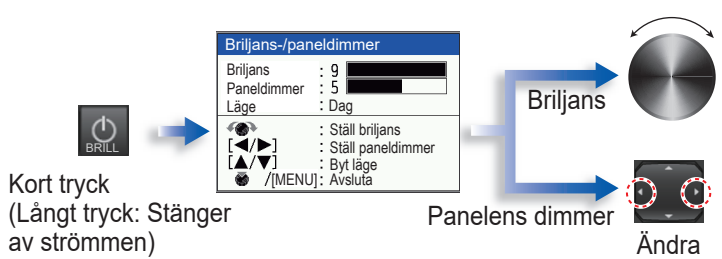 BRILL
Kort tryck
(Långt tryck: Stänger
av strömmen)
Briljans-/paneldimmer
Briljans : 9
Paneldimmer : 5
Läge : Dag
: Ställ briljans
[◀/▶] : Ställ paneldimmer
[▲/▼] : Byt läge
/[MENU] : Avsluta
Briljans
Panelens dimmer
Ändra